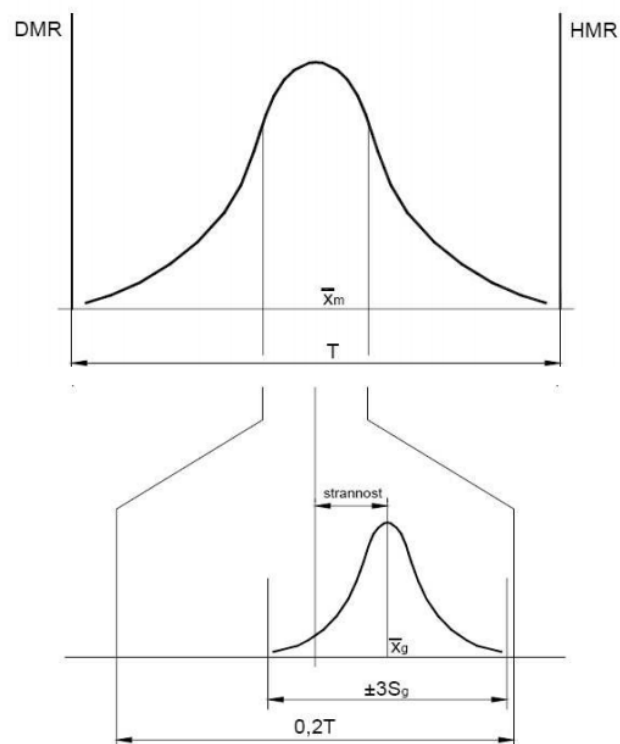 DMR
HMR
x̅m
T
strannost
x̅g
±3Sg
0,2T